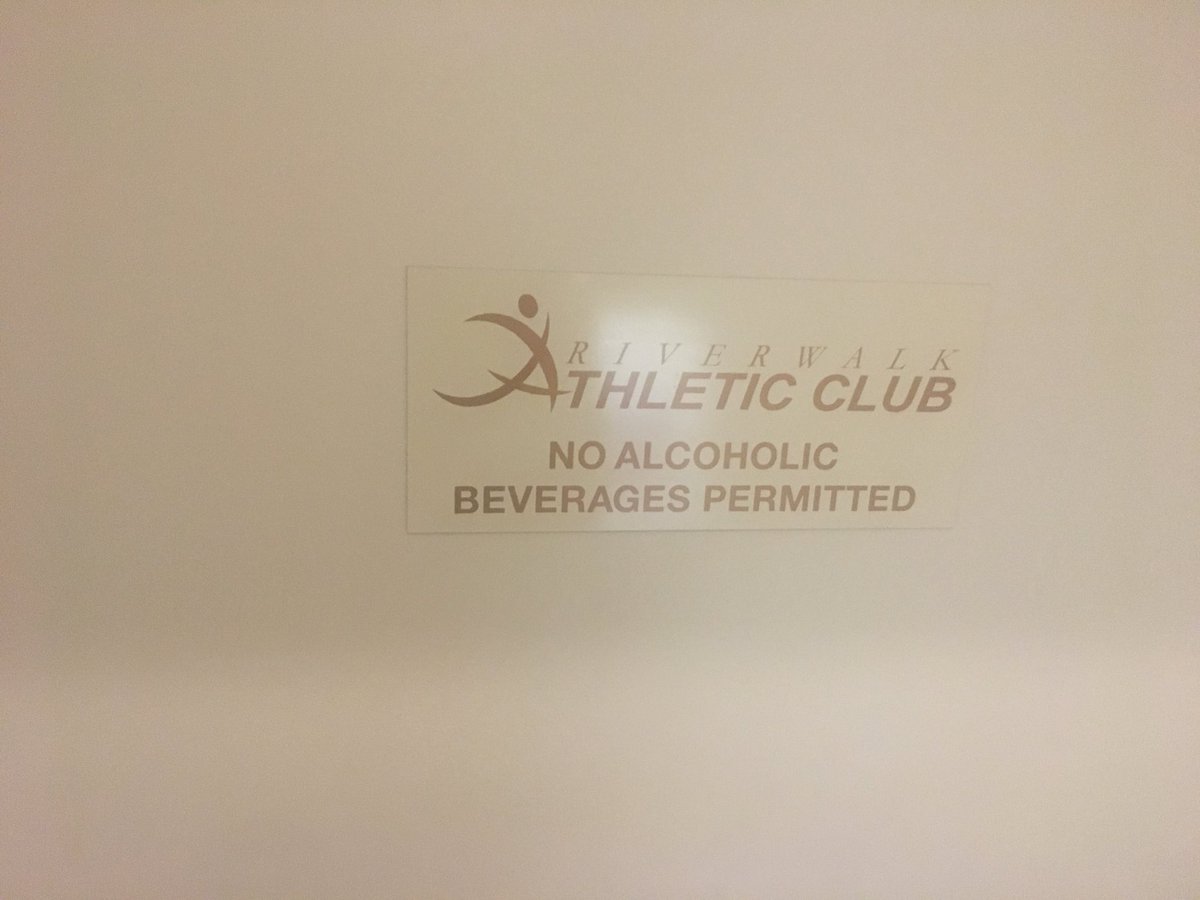 RIVERWALK
ATHLETIC CLUB
NO ALCOHOLIC
BEVERAGES PERMITTED